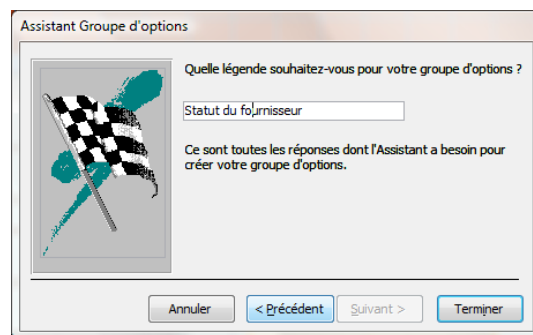 Assistant Groupe d'options
Quelle légende souhaitez-vous pour votre groupe d'options ?
Statut du fournisseur
Ce sont toutes les réponses dont l'Assistant a besoin pour
créer votre groupe d'options.
Annuler
< Précédent
Suivant >
Terminer